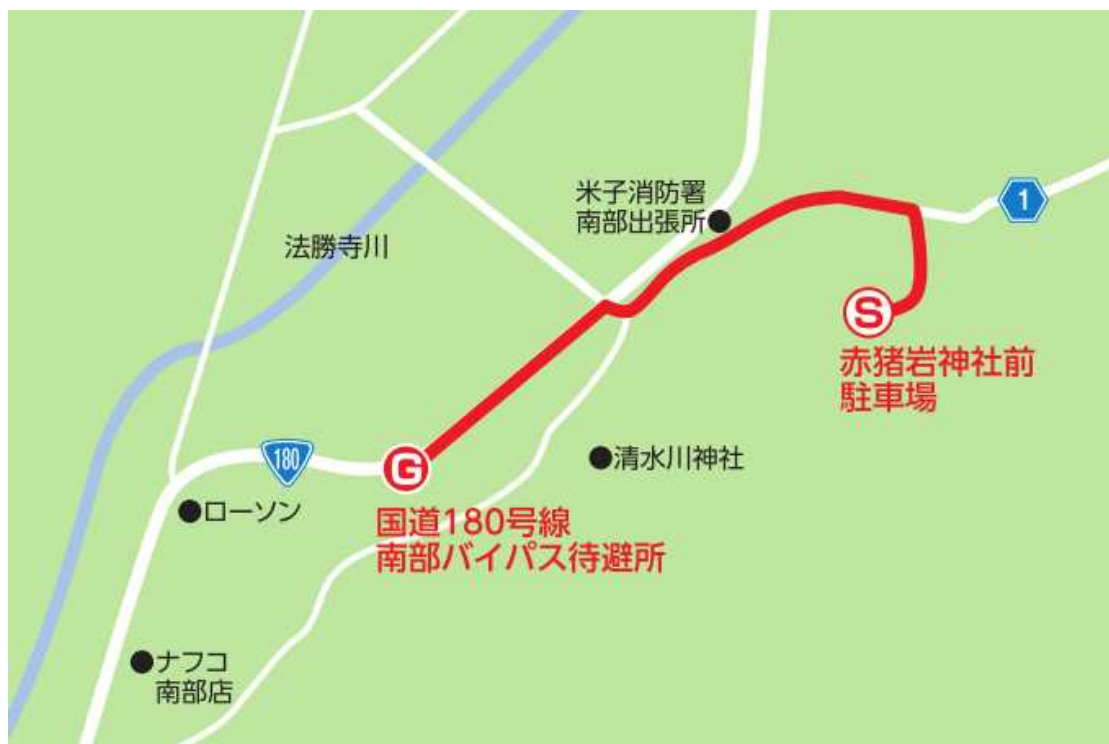 米子消防署
南部出張所
1
法勝寺川
S
赤猪岩神社前
駐車場
180
G
清水川神社
ローソン
国道180号線
南部バイパス待避所
ナフコ
南部店